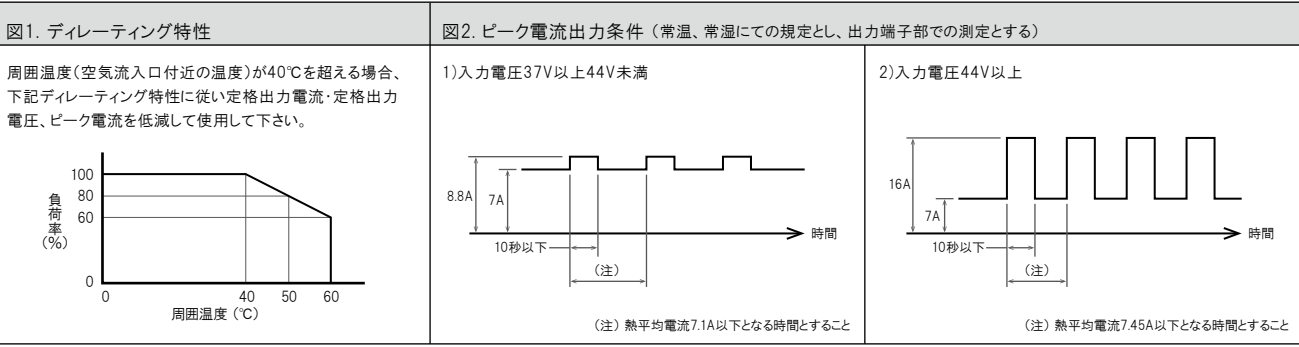 図1. ディレーティング特性
周囲温度(空気流入口付近の温度)が40℃を超える場合、
下記ディレーティング特性に従い定格出力電流・定格出力
電圧、ピーク電流を低減して使用して下さい。
100
80
60
0
負荷率(%)
0 40 50 60
周囲温度 (℃)
図2. ピーク電流出力条件 (常温、常湿にての規定とし、出力端子部での測定とする)
1)入力電圧37V以上44V未満
8.8A
7A
時間
10秒以下
(注)
(注) 熱平均電流7.1A以下となる時間とすること
2)入力電圧44V以上
16A
7A
時間
10秒以下
(注)
(注) 熱平均電流7.45A以下となる時間とすること